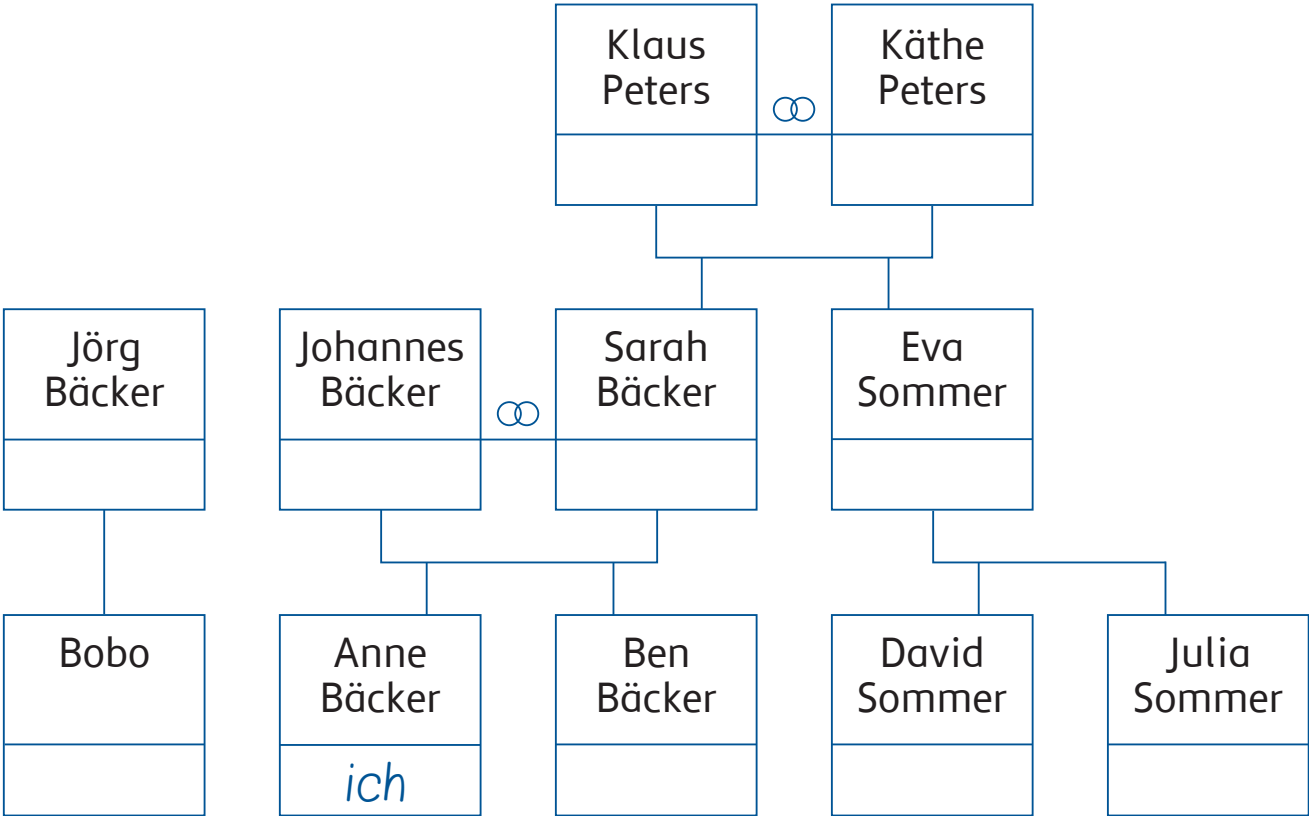 Klaus
Peters
Käthe
Peters
Jörg
Bäcker
Johannes
Bäcker
Sarah
Bäcker
Eva
Sommer
Bobo
Anne
Bäcker
ich
Ben
Bäcker
David
Sommer
Julia
Sommer